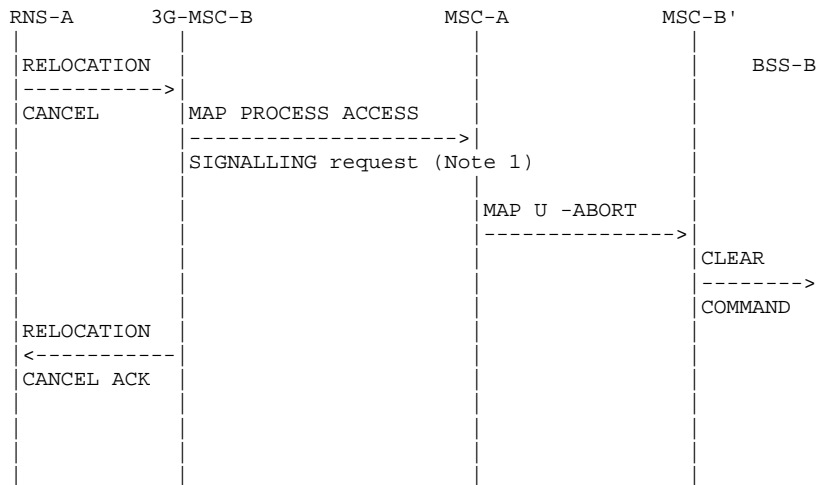 RNS-A 3G-MSC-B MSC-A MSC-B'
RELOCATION BSS-B
CANCEL MAP PROCESS ACCESS
SIGNALLING request (Note 1)
MAP U -ABORT
CLEAR
COMMAND
RELOCATION
CANCEL ACK